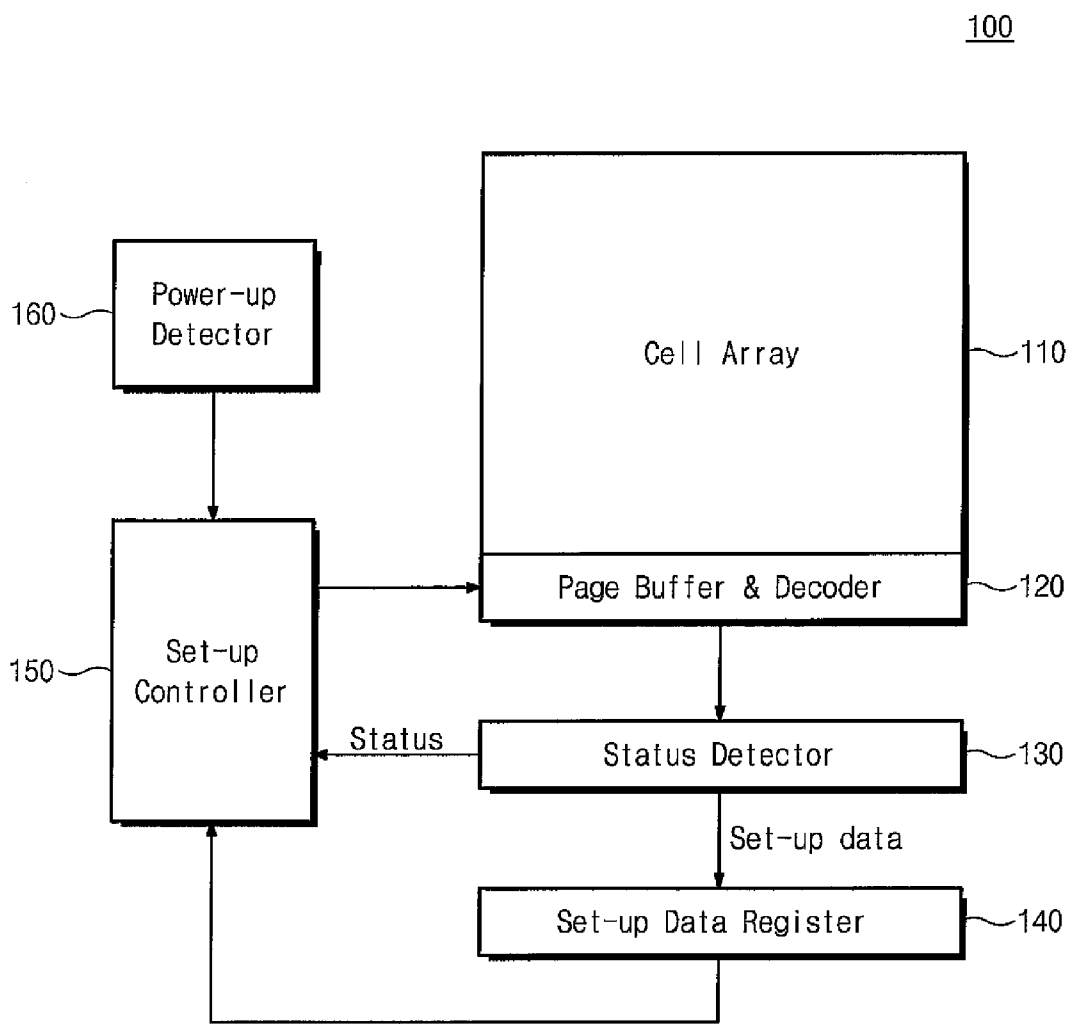 100
160
Power-up
Detector
Cell Array
110
Page Buffer & Decoder
120
150
Set-up
Controller
Status
Status Detector
130
Set-up data
Set-up Data Register
140